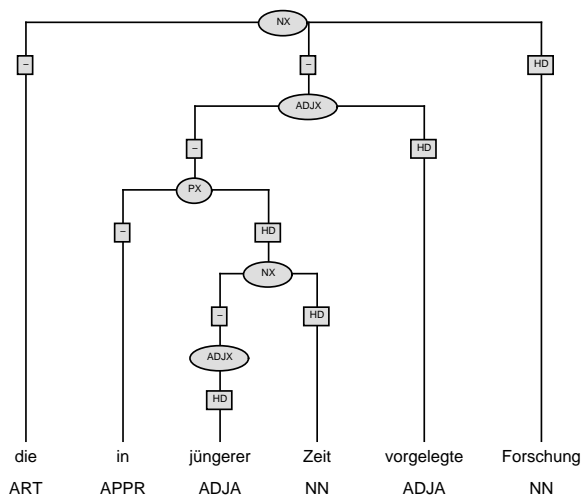 NX
– – HD
ADJX
– HD
PX
– HD
NX
– HD
ADJX
HD
die in jüngerer Zeit vorgelegte Forschung
ART APPR ADJA NN ADJA NN